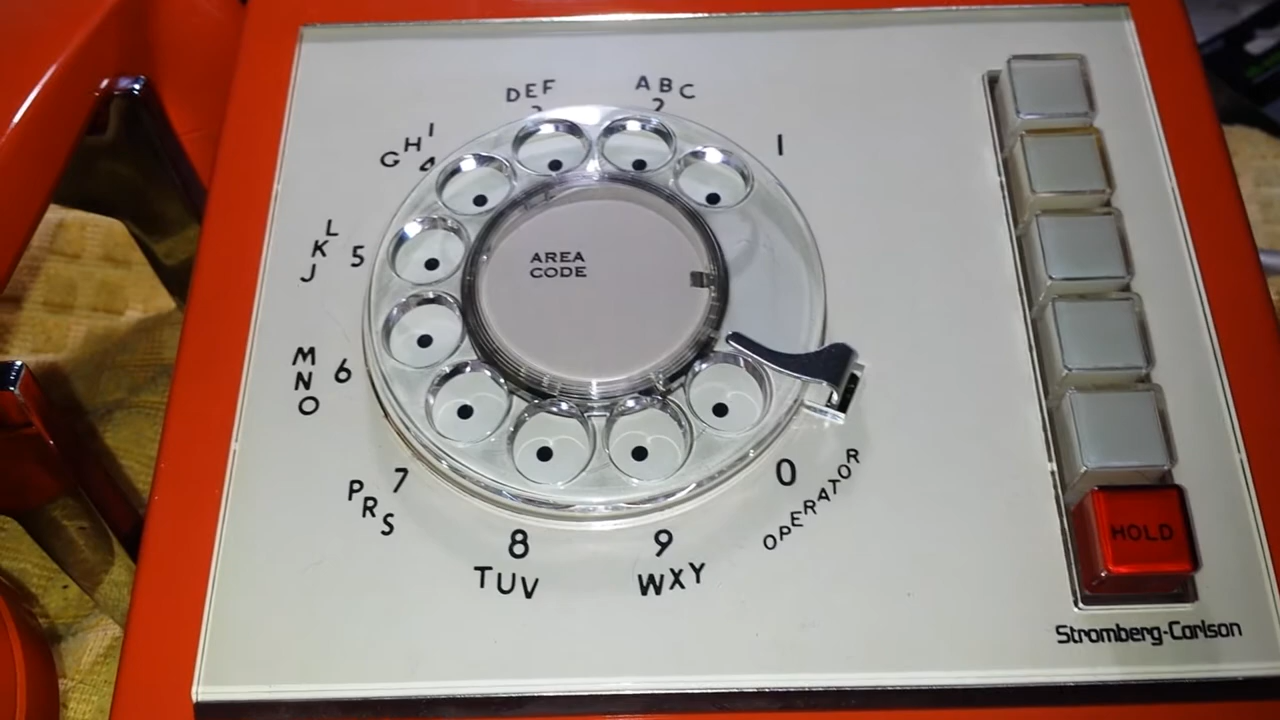 ABC
2
DEF
3
GHI
4
JKL
5
MNO
6
PRS
7
TUV
8
WXY
9
OPERATOR
0
1
AREA
CODE
HOLD
Stromberg-Carlson